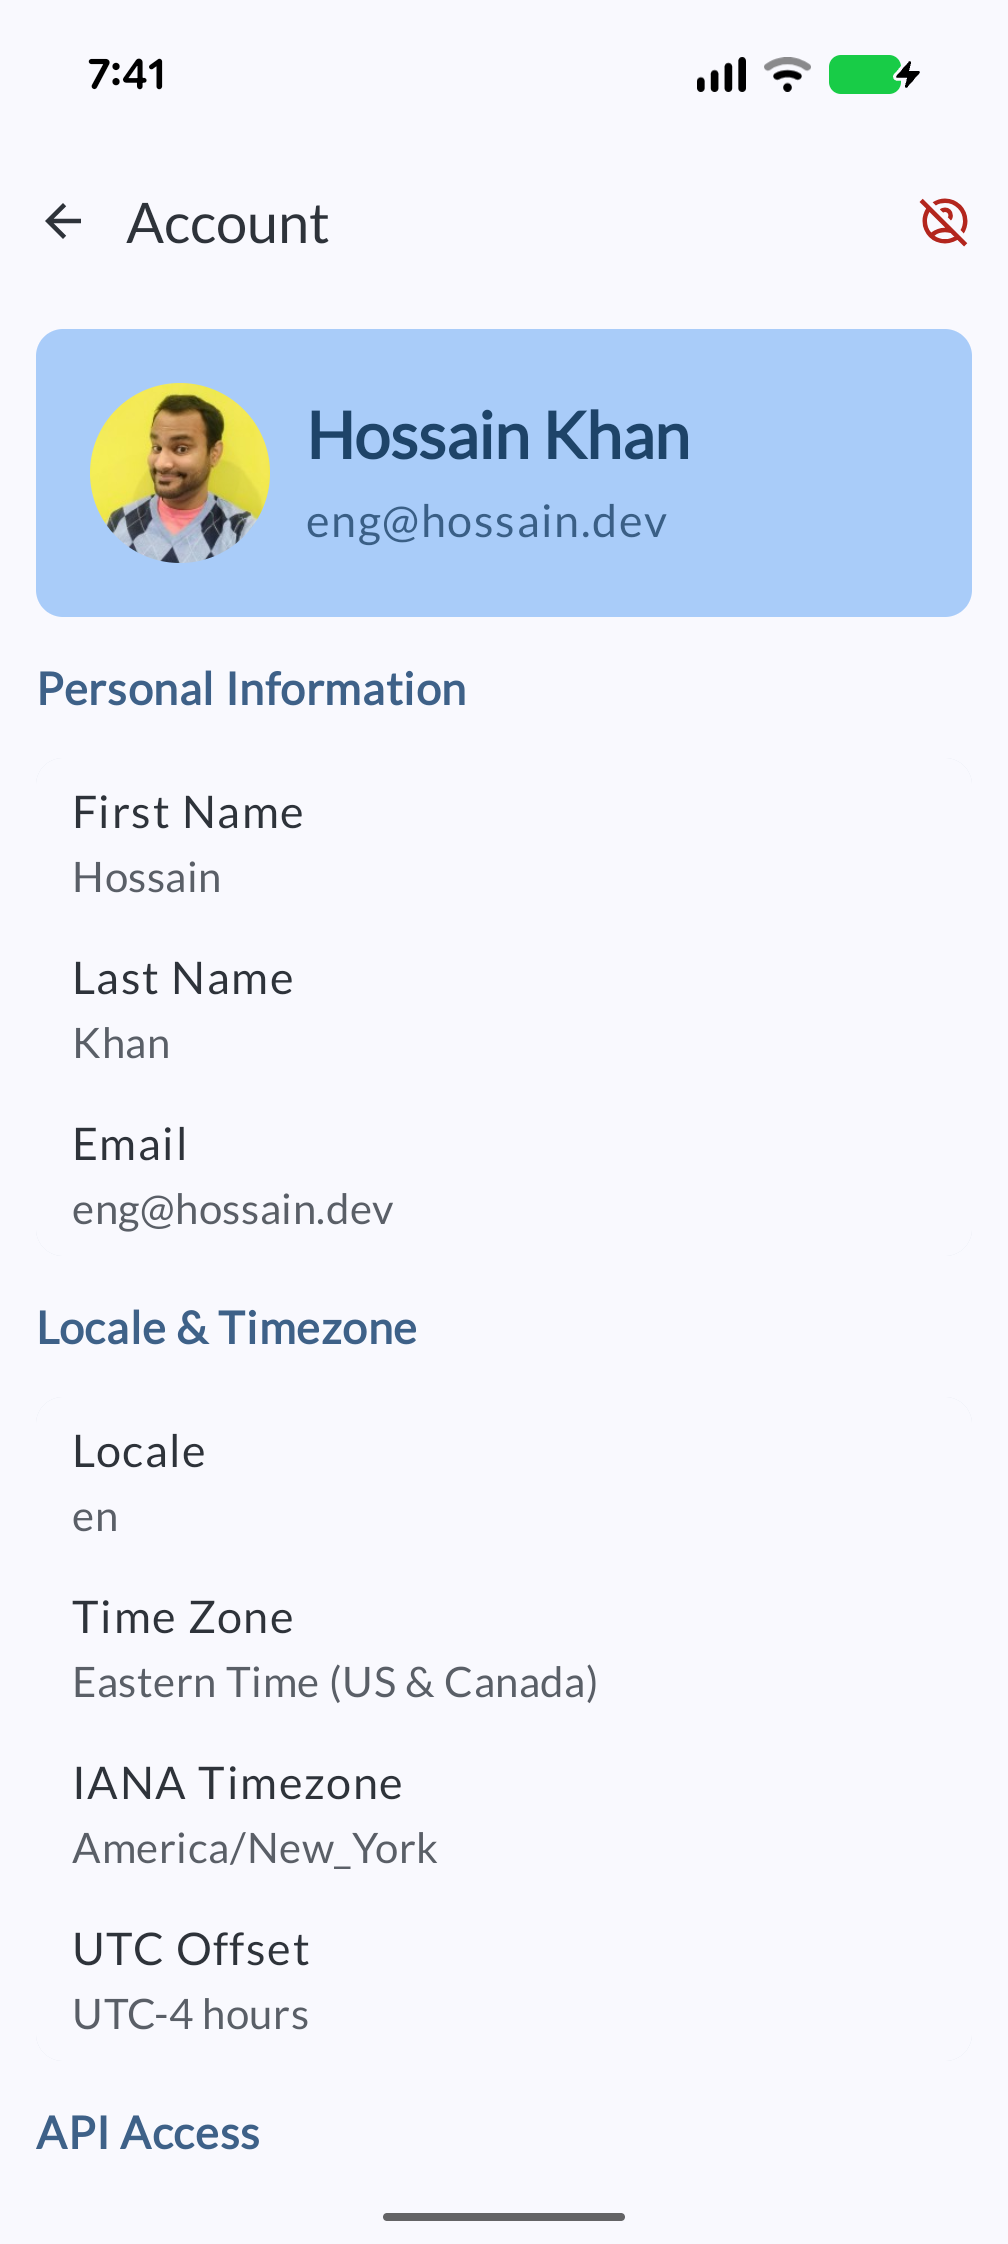 7:41
Account
Hossain Khan
eng@hossain.dev
Personal Information
First Name
Hossain
Last Name
Khan
Email
eng@hossain.dev
Locale & Timezone
Locale
en
Time Zone
Eastern Time (US & Canada)
IANA Timezone
America/New_York
UTC Offset
UTC-4 hours
API Access